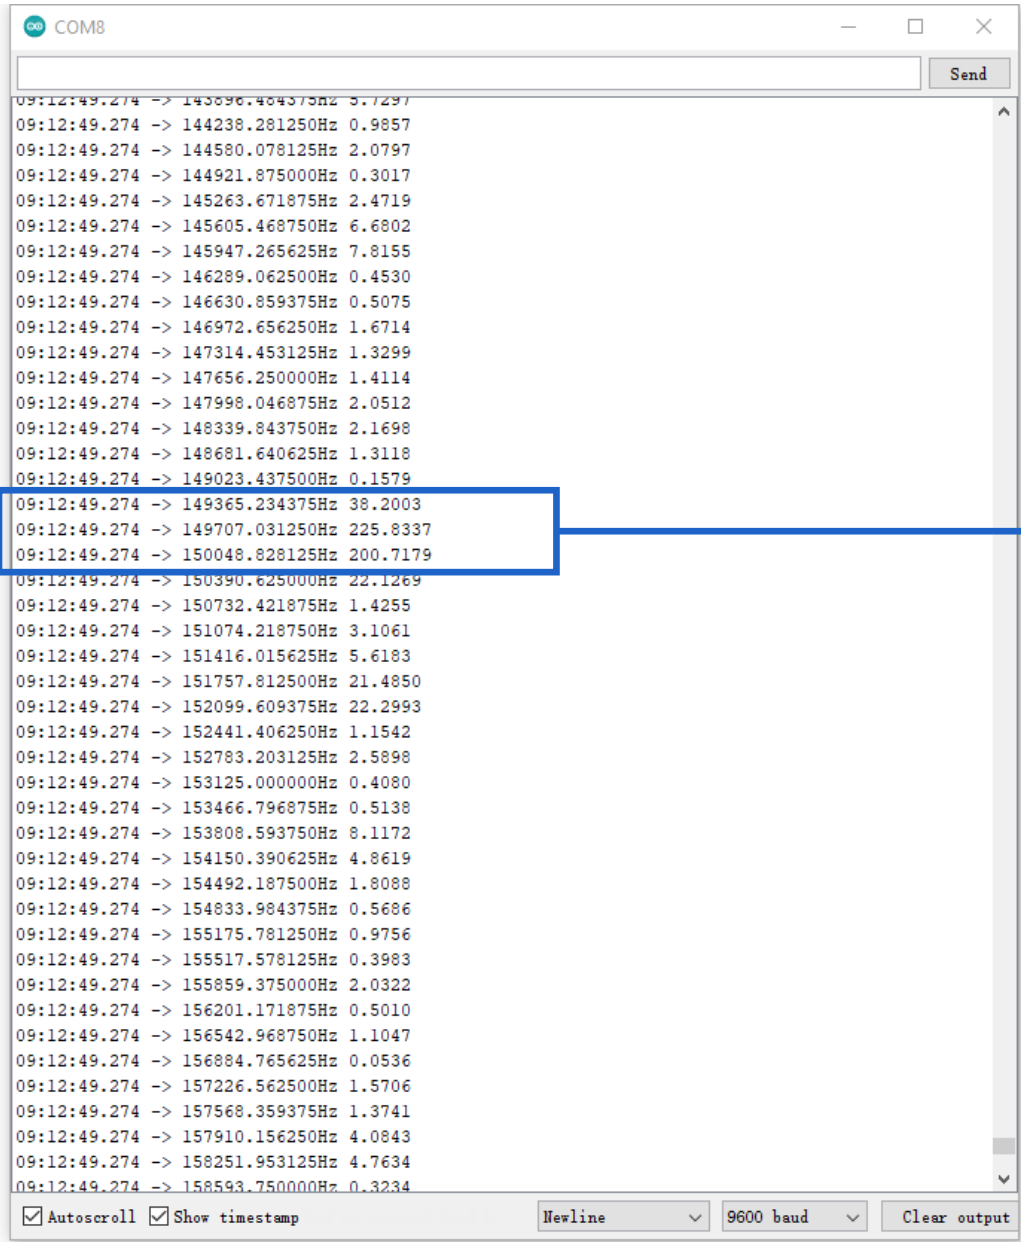 COM8
Send
09:12:49.274 -> 143896.484375Hz 5.7297
09:12:49.274 -> 144238.281250Hz 0.9857
09:12:49.274 -> 144580.078125Hz 2.0797
09:12:49.274 -> 144921.875000Hz 0.3017
09:12:49.274 -> 145263.671875Hz 2.4719
09:12:49.274 -> 145605.468750Hz 6.6802
09:12:49.274 -> 145947.265625Hz 7.8155
09:12:49.274 -> 146289.062500Hz 0.4530
09:12:49.274 -> 146630.859375Hz 0.5075
09:12:49.274 -> 146972.656250Hz 1.6714
09:12:49.274 -> 147314.453125Hz 1.3299
09:12:49.274 -> 147656.250000Hz 1.4114
09:12:49.274 -> 147998.046875Hz 2.0512
09:12:49.274 -> 148339.843750Hz 2.1698
09:12:49.274 -> 148681.640625Hz 1.3118
09:12:49.274 -> 149023.437500Hz 0.1579
09:12:49.274 -> 149365.234375Hz 38.2003
09:12:49.274 -> 149707.031250Hz 225.8337
09:12:49.274 -> 150048.828125Hz 200.7179
09:12:49.274 -> 150390.625000Hz 22.1269
09:12:49.274 -> 150732.421875Hz 1.4255
09:12:49.274 -> 151074.218750Hz 3.1061
09:12:49.274 -> 151416.015625Hz 5.6183
09:12:49.274 -> 151757.812500Hz 21.4850
09:12:49.274 -> 152099.609375Hz 22.2993
09:12:49.274 -> 152441.406250Hz 1.1542
09:12:49.274 -> 152783.203125Hz 2.5898
09:12:49.274 -> 153125.000000Hz 0.4080
09:12:49.274 -> 153466.796875Hz 0.5138
09:12:49.274 -> 153808.593750Hz 8.1172
09:12:49.274 -> 154150.390625Hz 4.8619
09:12:49.274 -> 154492.187500Hz 1.8088
09:12:49.274 -> 154833.984375Hz 0.5686
09:12:49.274 -> 155175.781250Hz 0.9756
09:12:49.274 -> 155517.578125Hz 0.3983
09:12:49.274 -> 155859.375000Hz 2.0322
09:12:49.274 -> 156201.171875Hz 0.5010
09:12:49.274 -> 156542.968750Hz 1.1047
09:12:49.274 -> 156884.765625Hz 0.0536
09:12:49.274 -> 157226.562500Hz 1.5706
09:12:49.274 -> 157568.359375Hz 1.3741
09:12:49.274 -> 157910.156250Hz 4.0843
09:12:49.274 -> 158251.953125Hz 4.7634
09:12:49.274 -> 158593.750000Hz 0.3234
Autoscroll Show timestamp Newline 9600 baud Clear output